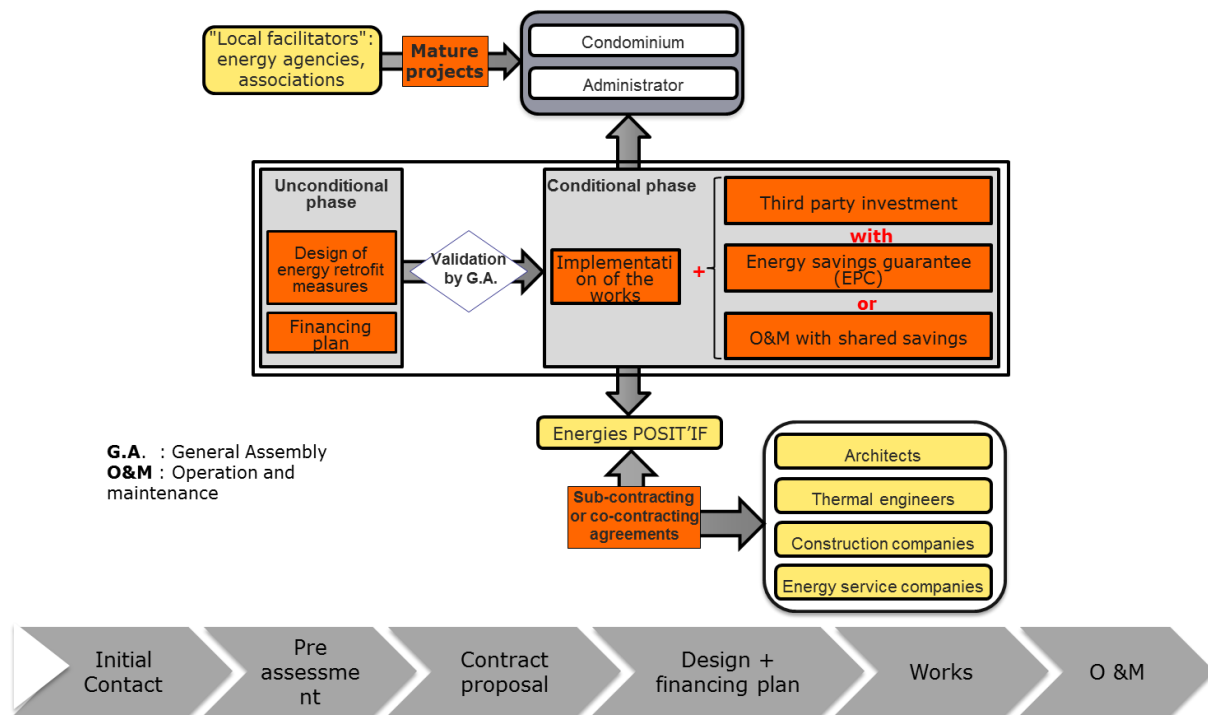 "Local facilitators":
energy agencies,
associations
Mature
projects
Condominium
Administrator
Unconditional
phase
Design of
energy retrofit
measures
Financing
plan
Validation
by G.A.
Conditional phase
Implementati
on of the
works
+
Third party investment
with
Energy savings guarantee
(EPC)
or
O&M with shared savings
Energies POSIT’IF
G.A. : General Assembly
O&M : Operation and
maintenance
Sub-contracting
or co-contracting
agreements
Architects
Thermal engineers
Construction companies
Energy service companies
Initial
Contact
Pre
assessme
nt
Contract
proposal
Design +
financing plan
Works
O &M